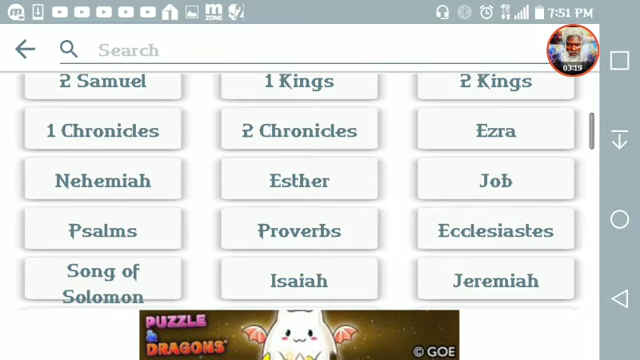 m ZONE 7:51 PM
Search
03:19
2 Samuel 1 Kings 2 Kings
1 Chronicles 2 Chronicles Ezra
Nehemiah Esther Job
Psalms Proverbs Ecclesiastes
Song of Solomon Isaiah Jeremiah
PUZZLE & DRAGONS © GOE